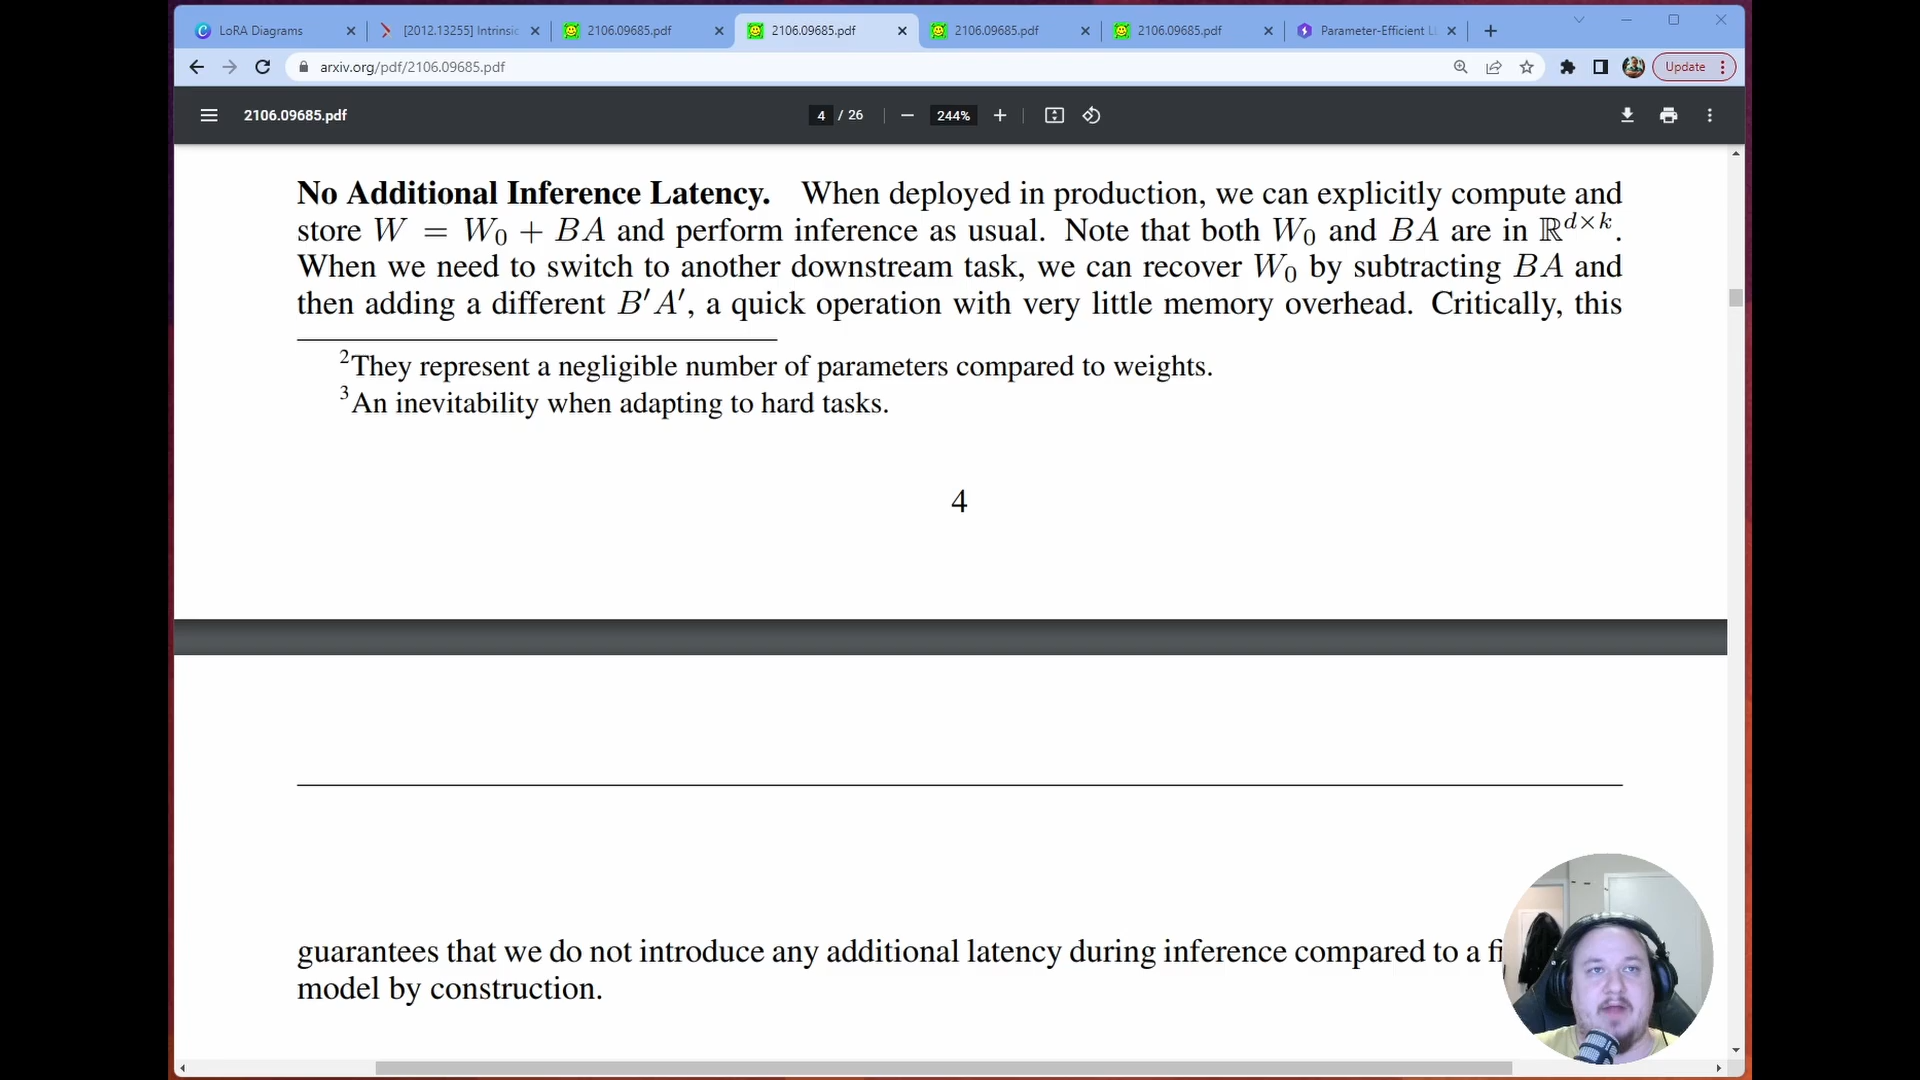 LoRA Diagrams
[2012.13255] Intrinsic
2106.09685.pdf
2106.09685.pdf
2106.09685.pdf
2106.09685.pdf
Parameter-Efficient
arxiv.org/pdf/2106.09685.pdf
Update
2106.09685.pdf
4 / 26
244%
No Additional Inference Latency. When deployed in production, we can explicitly compute and
store W = W₀ + BA and perform inference as usual. Note that both W₀ and BA are in ℝᵈˣᵏ.
When we need to switch to another downstream task, we can recover W₀ by subtracting BA and
then adding a different B′A′, a quick operation with very little memory overhead. Critically, this
²They represent a negligible number of parameters compared to weights.
³An inevitability when adapting to hard tasks.
4
guarantees that we do not introduce any additional latency during inference compared to a
model by construction.